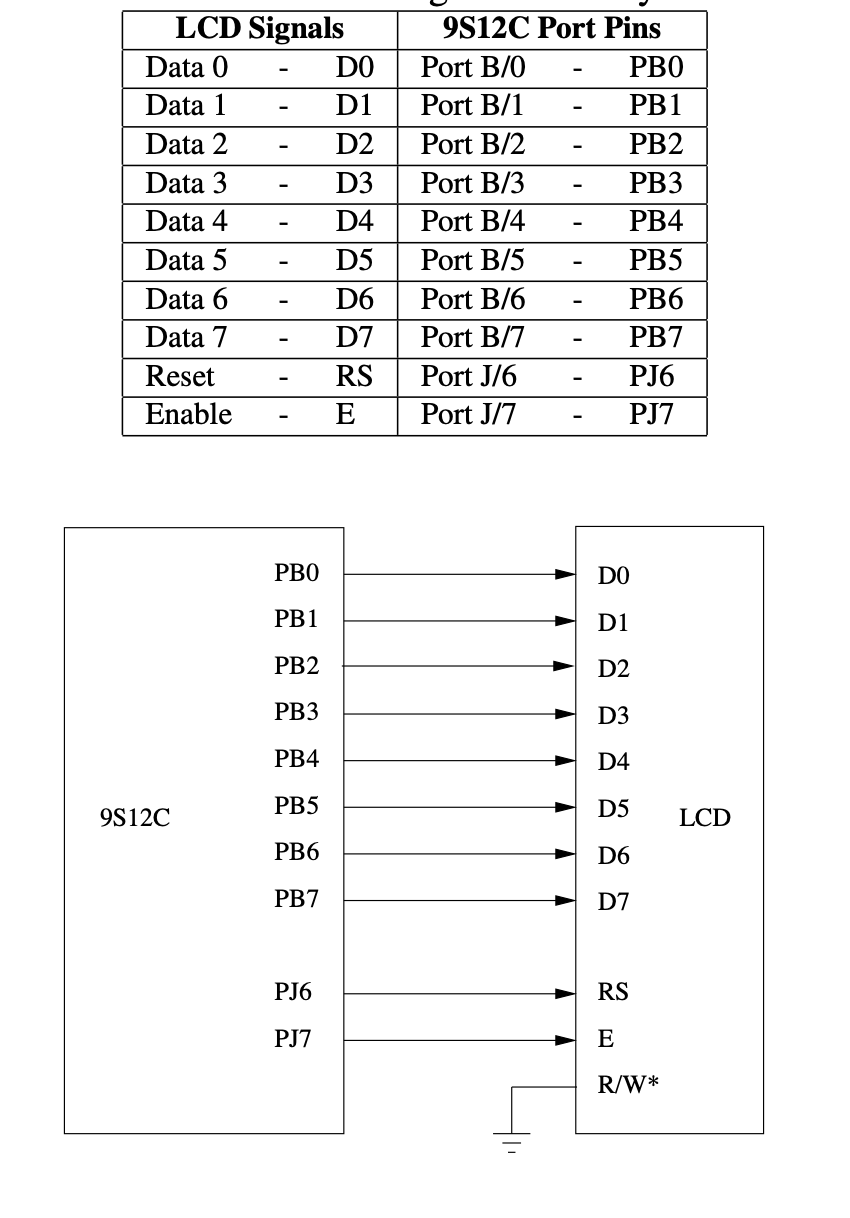 LCD Signals 9S12C Port Pins
Data 0 - D0 Port B/0 - PB0
Data 1 - D1 Port B/1 - PB1
Data 2 - D2 Port B/2 - PB2
Data 3 - D3 Port B/3 - PB3
Data 4 - D4 Port B/4 - PB4
Data 5 - D5 Port B/5 - PB5
Data 6 - D6 Port B/6 - PB6
Data 7 - D7 Port B/7 - PB7
Reset - RS Port J/6 - PJ6
Enable - E Port J/7 - PJ7
PB0 D0
PB1 D1
PB2 D2
PB3 D3
PB4 D4
PB5 D5
9S12C LCD
PB6 D6
PB7 D7
PJ6 RS
PJ7 E
R/W*